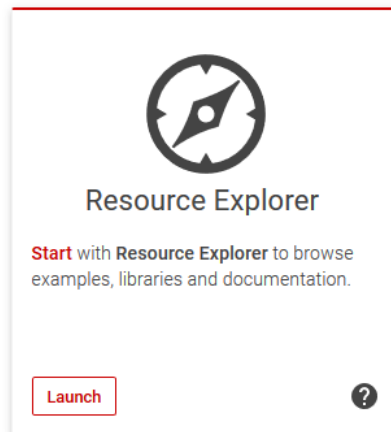 Resource Explorer
Start with Resource Explorer to browse
examples, libraries and documentation.
Launch
?